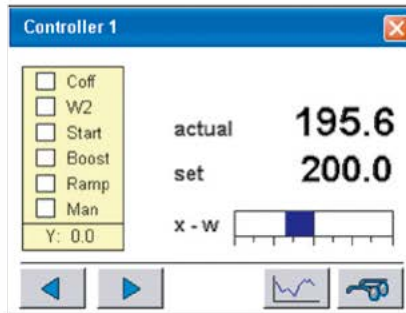 Controller 1
Coff
W2
Start
Boost
Ramp
Man
Y: 0.0
actual 195.6
set 200.0
x - w